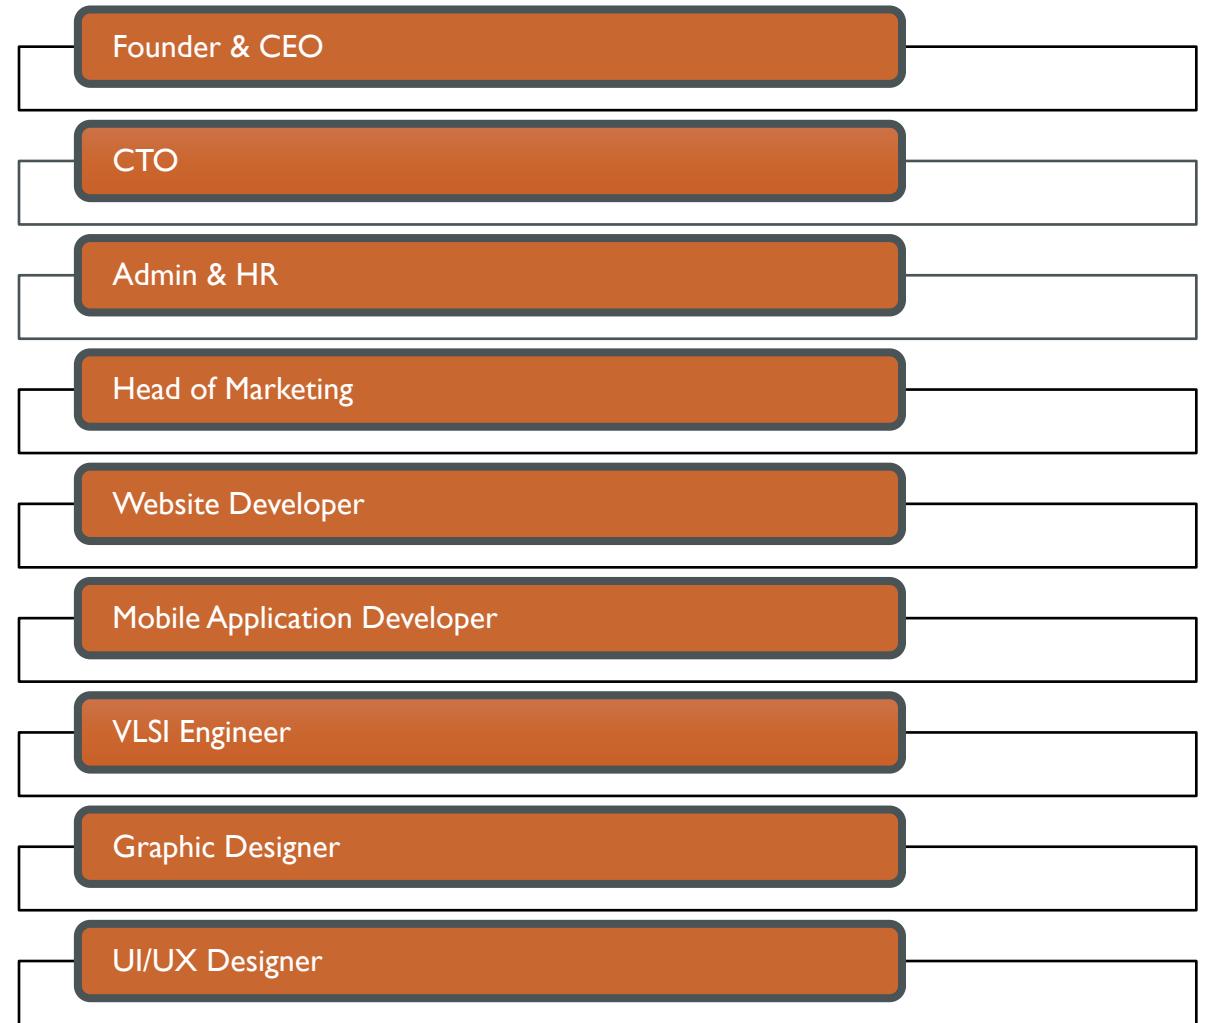 Founder & CEO
CTO
Admin & HR
Head of Marketing
Website Developer
Mobile Application Developer
VLSI Engineer
Graphic Designer
UI/UX Designer